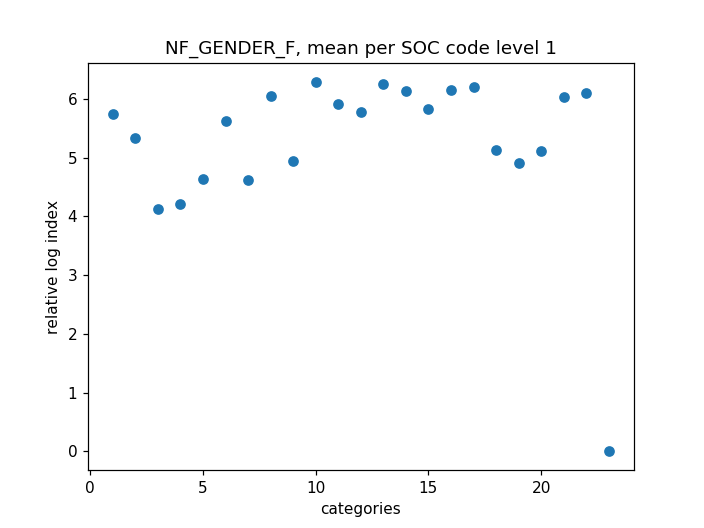 NF_GENDER_F, mean per SOC code level 1
relative log index
6
5
4
3
2
1
0
0 5 10 15 20
categories